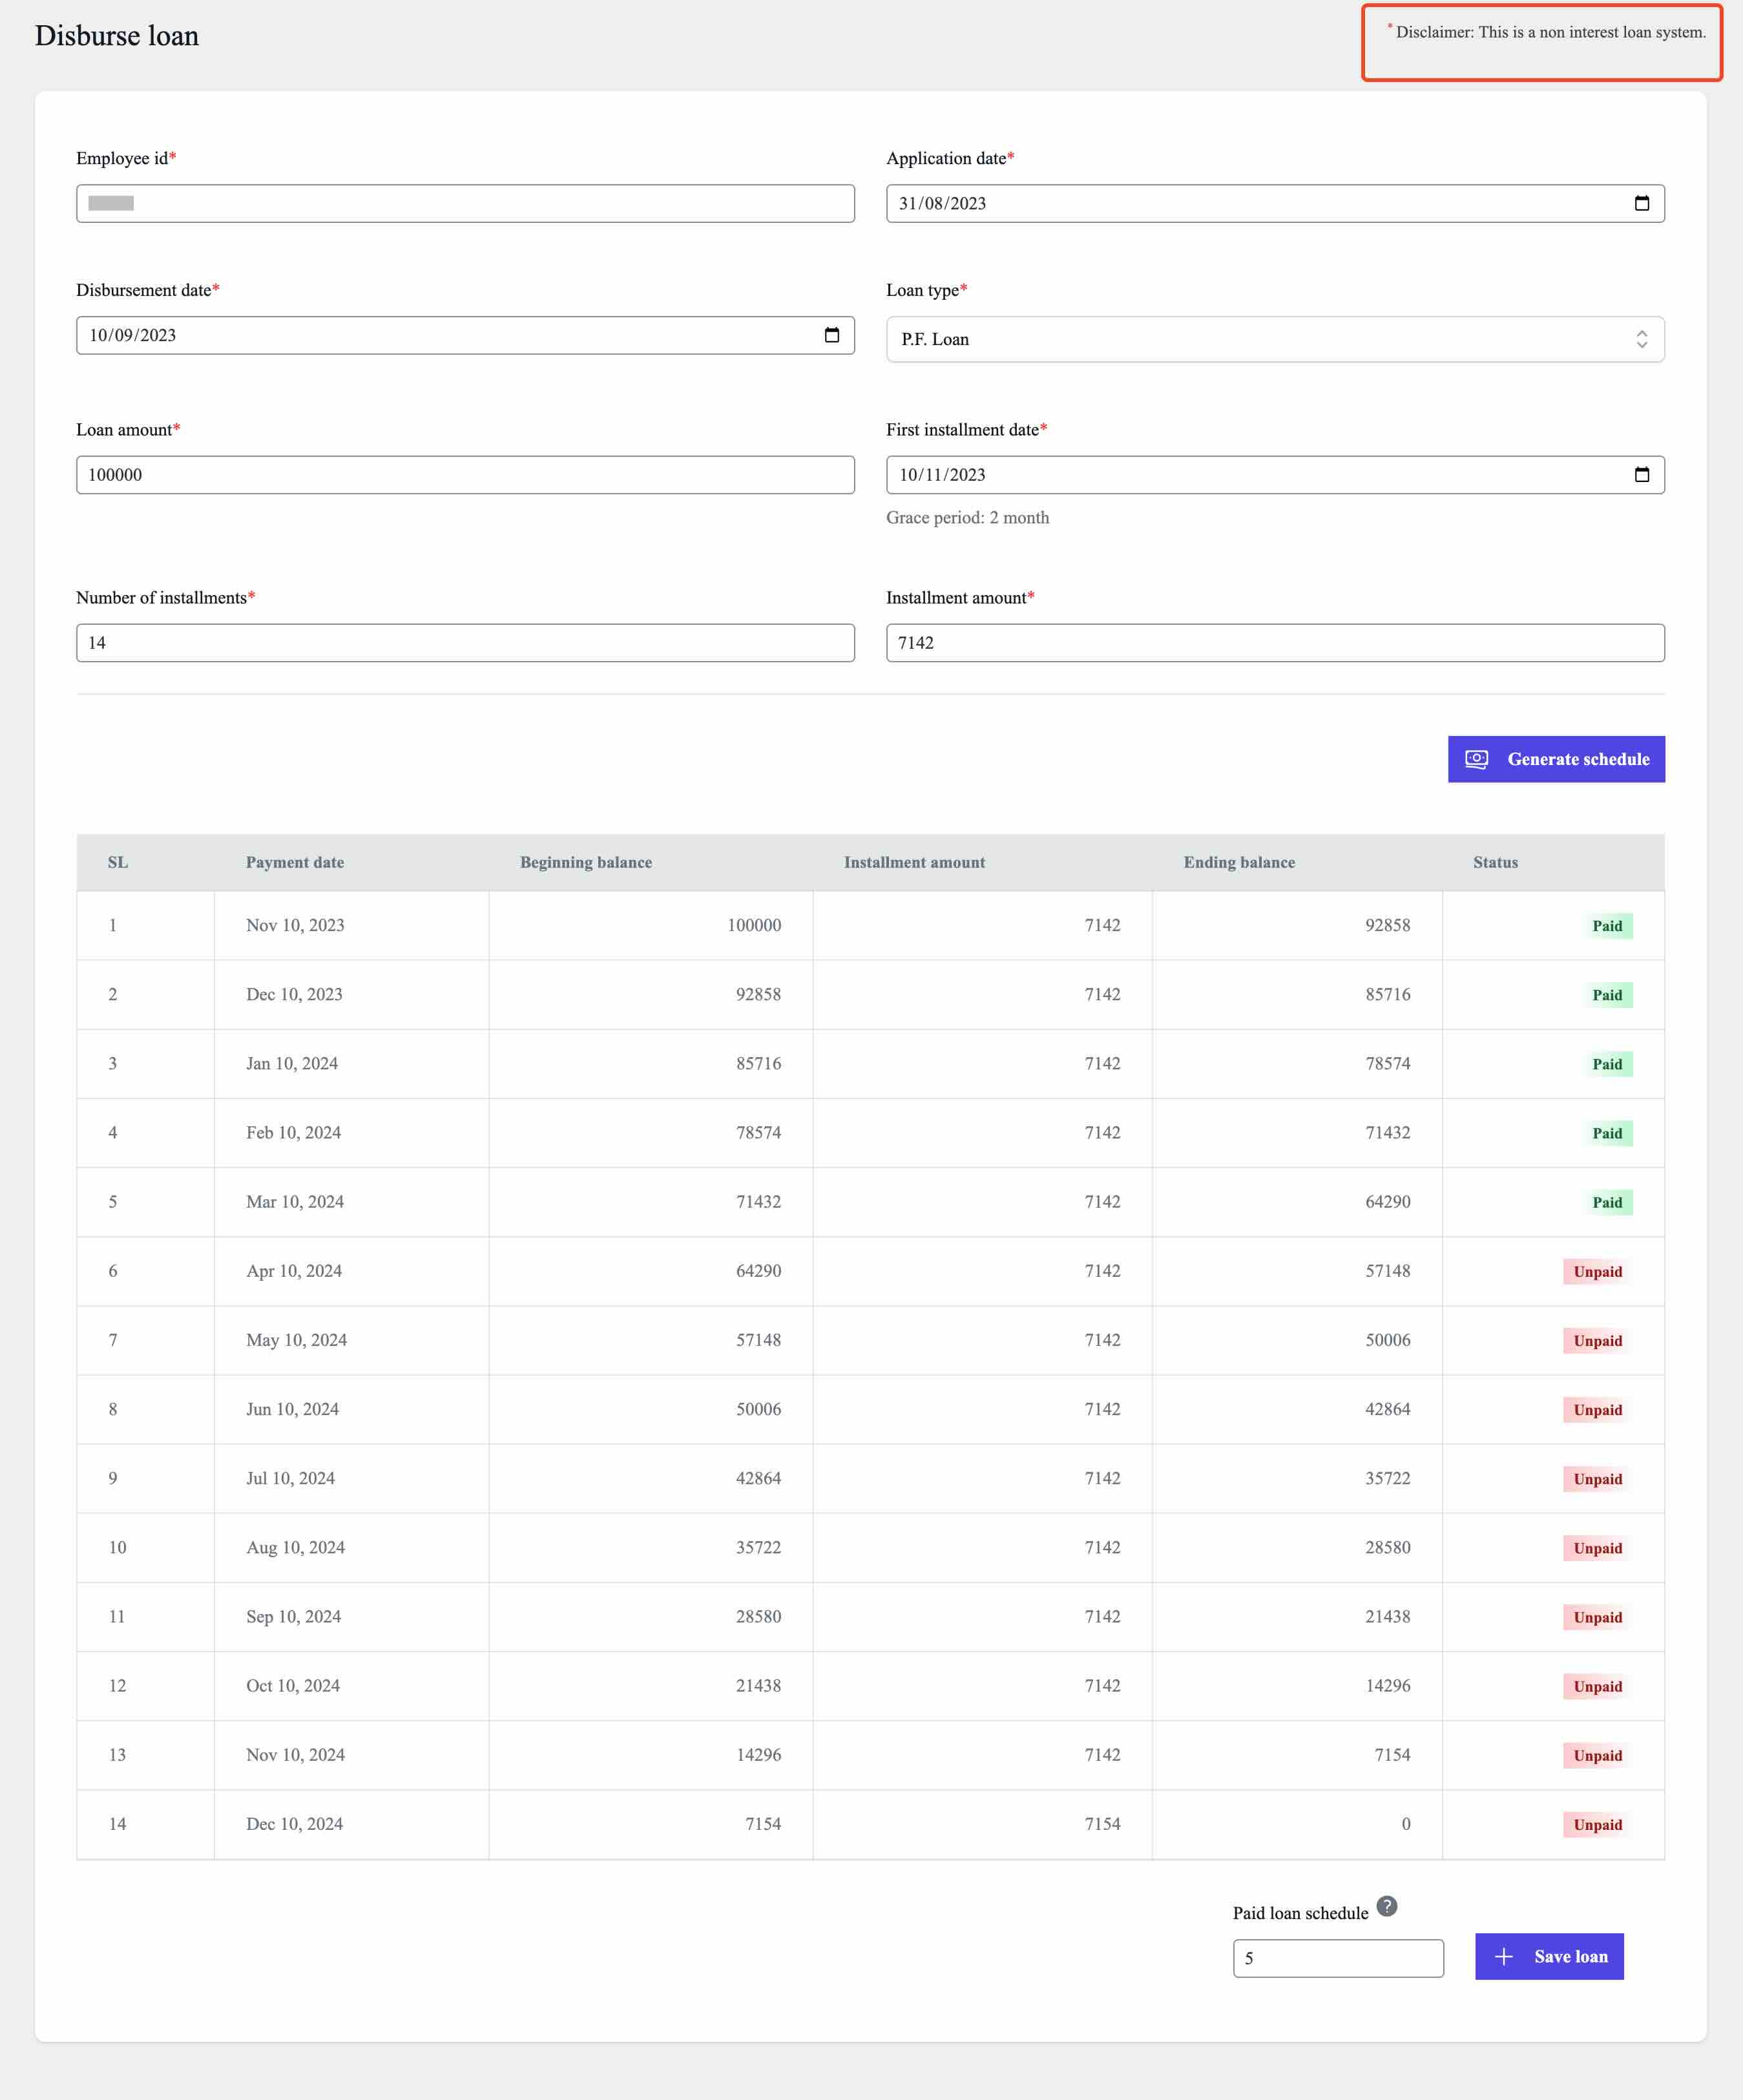 Disburse loan
* Disclaimer: This is a non interest loan system.
Employee id* Application date*
31/08/2023
Disbursement date* Loan type*
10/09/2023 P.F. Loan
Loan amount* First installment date*
100000 10/11/2023
Grace period: 2 month
Number of installments* Installment amount*
14 7142
Generate schedule
SL Payment date Beginning balance Installment amount Ending balance Status
1 Nov 10, 2023 100000 7142 92858 Paid
2 Dec 10, 2023 92858 7142 85716 Paid
3 Jan 10, 2024 85716 7142 78574 Paid
4 Feb 10, 2024 78574 7142 71432 Paid
5 Mar 10, 2024 71432 7142 64290 Paid
6 Apr 10, 2024 64290 7142 57148 Unpaid
7 May 10, 2024 57148 7142 50006 Unpaid
8 Jun 10, 2024 50006 7142 42864 Unpaid
9 Jul 10, 2024 42864 7142 35722 Unpaid
10 Aug 10, 2024 35722 7142 28580 Unpaid
11 Sep 10, 2024 28580 7142 21438 Unpaid
12 Oct 10, 2024 21438 7142 14296 Unpaid
13 Nov 10, 2024 14296 7142 7154 Unpaid
14 Dec 10, 2024 7154 7154 0 Unpaid
Paid loan schedule ?
5 + Save loan